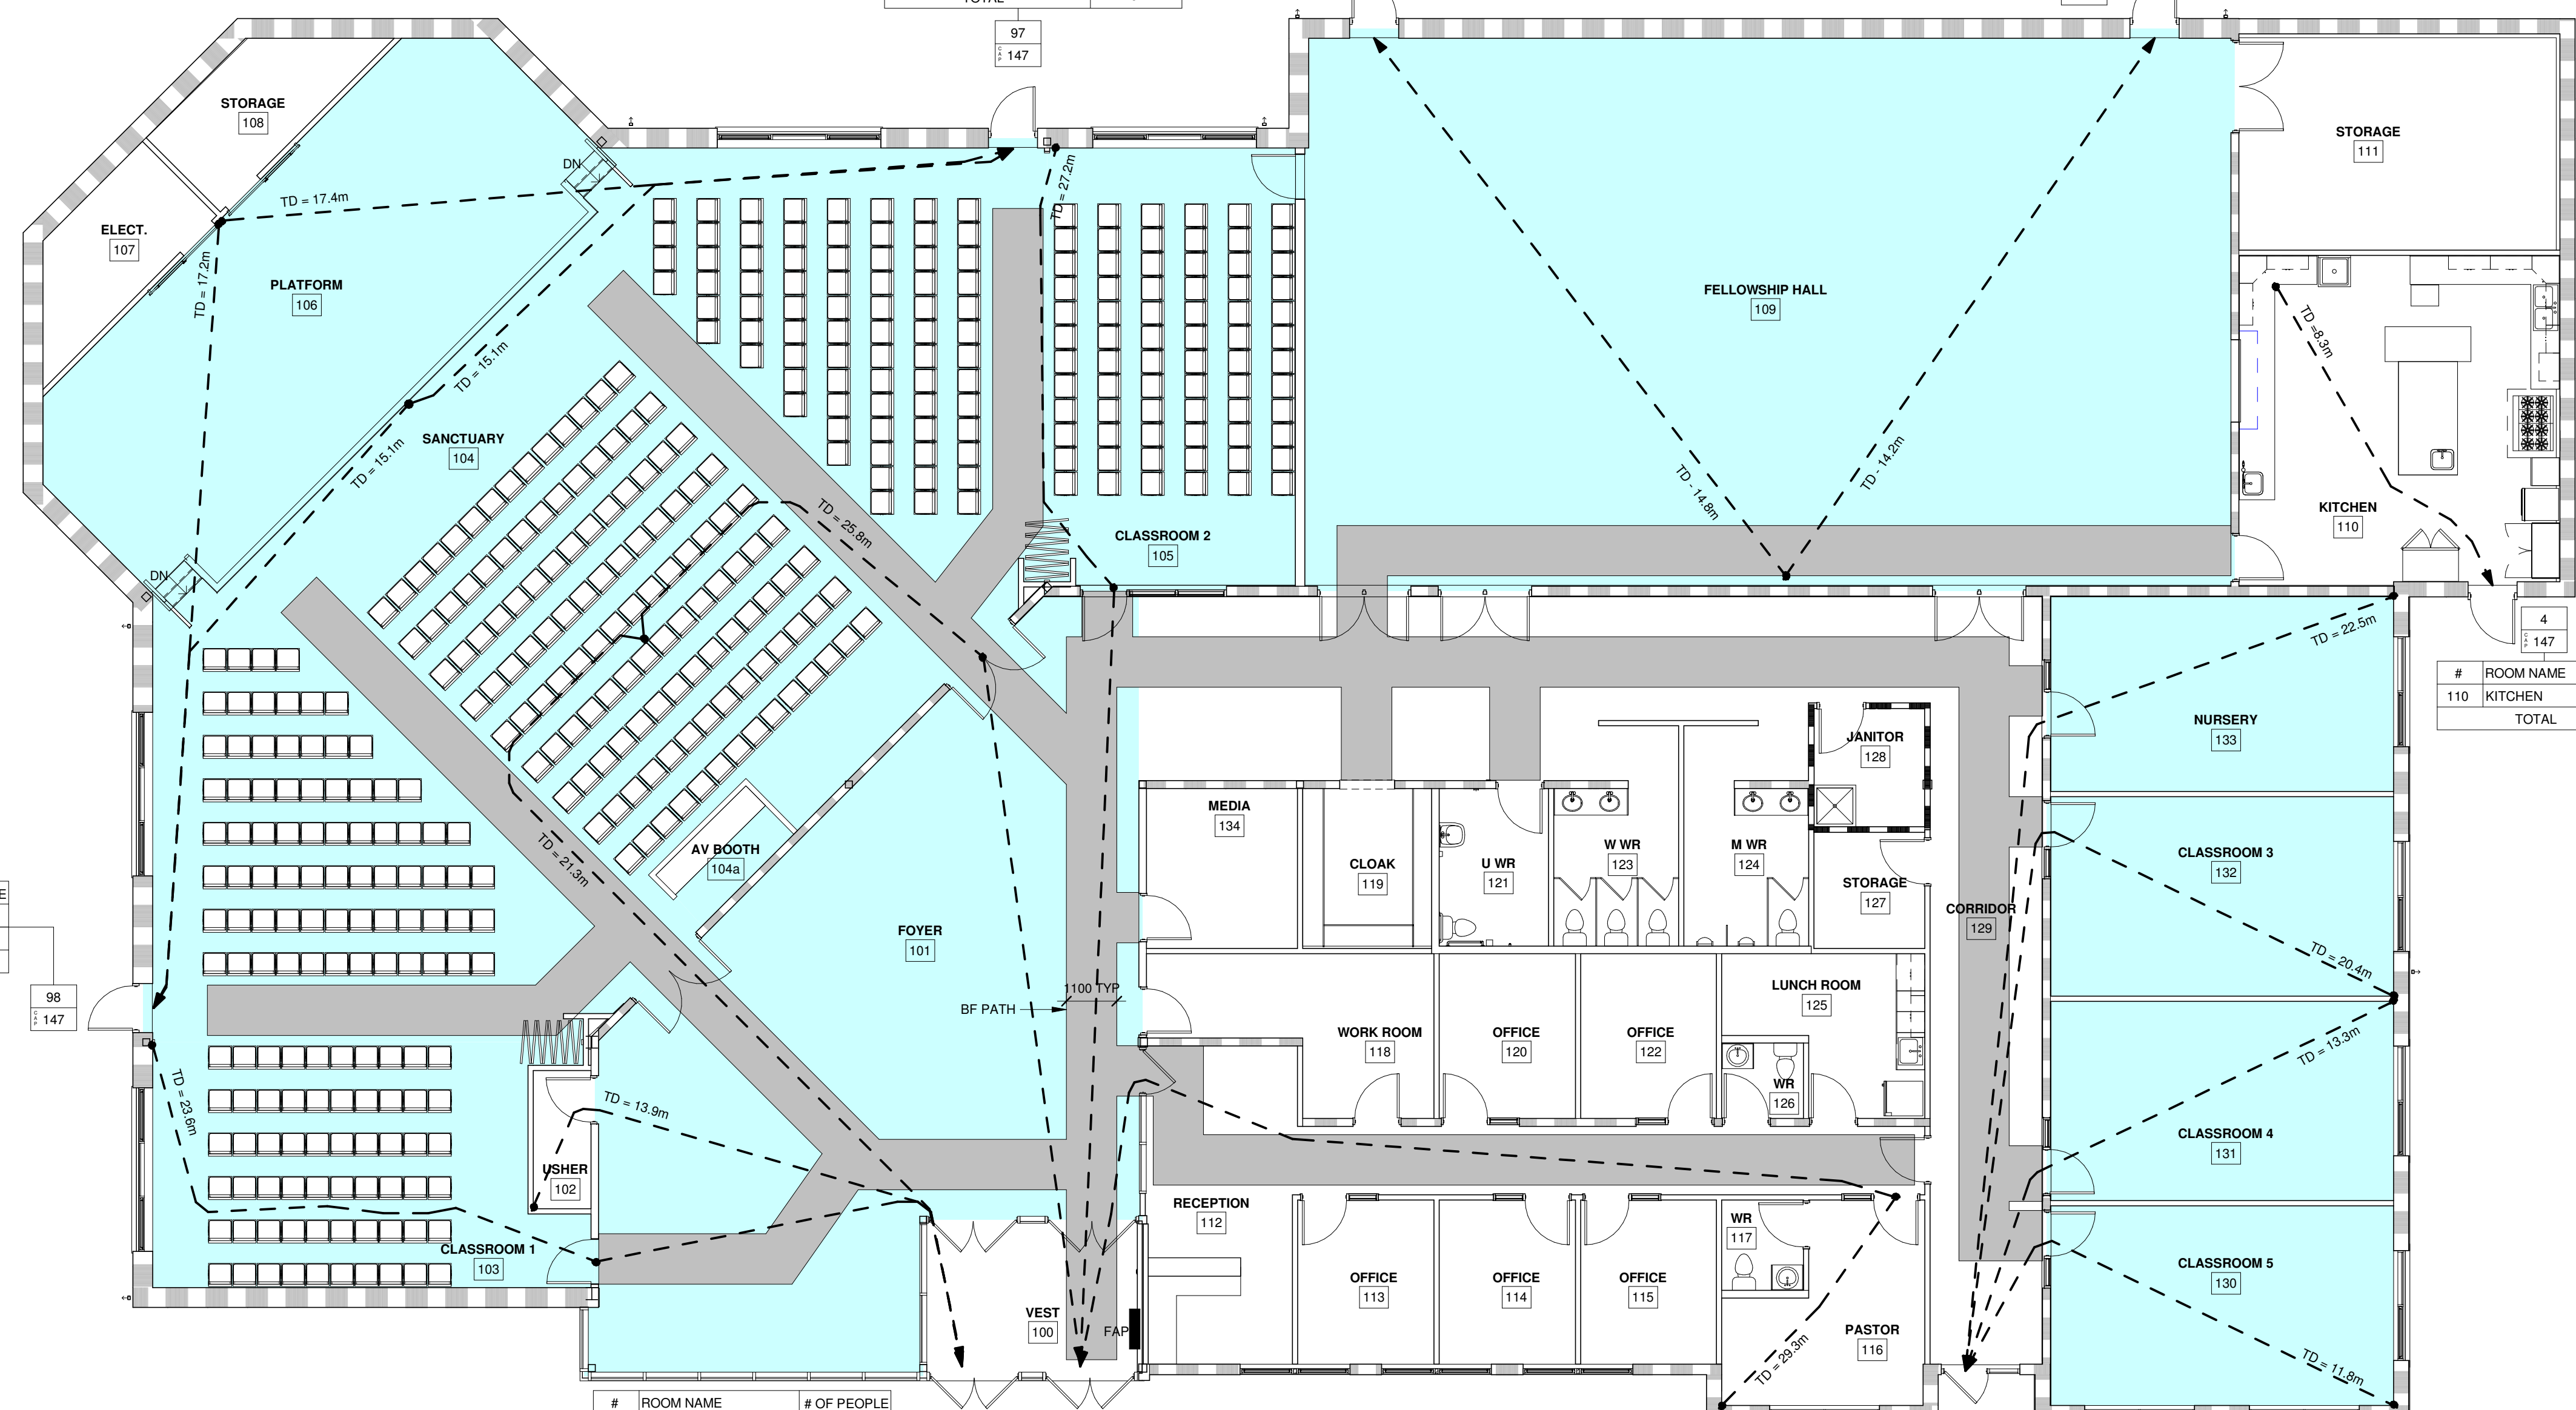 TOTAL
97
CAP 147
STORAGE
108
STORAGE
111
DN
TD = 17.4m
TD = 27.2m
ELECT.
107
TD = 17.2m
PLATFORM
106
FELLOWSHIP HALL
109
TD =8.3m
TD = 15.1m
SANCTUARY
104
TD = 15.1m
TD - 14.8m
TD - 14.2m
KITCHEN
110
TD = 25.8m
CLASSROOM 2
105
DN
TD = 22.5m
4
CAP 147
# ROOM NAME
110 KITCHEN
TOTAL
NURSERY
133
JANITOR
128
MEDIA
134
AV BOOTH
104a
TD = 21.3m
CLOAK
119
U WR
121
W WR
123
M WR
124
STORAGE
127
CLASSROOM 3
132
E
CORRIDOR
129
FOYER
101
TD = 20.4m
98
CAP 147
1100 TYP
BF PATH
LUNCH ROOM
125
WORK ROOM
118
OFFICE
120
OFFICE
122
TD = 13.3m
TD = 23.6m
TD = 13.9m
WR
126
CLASSROOM 4
131
USHER
102
RECEPTION
112
WR
117
CLASSROOM 1
103
OFFICE
113
OFFICE
114
OFFICE
115
CLASSROOM 5
130
VEST
100
FAP
PASTOR
116
TD = 29.3m
TD = 11.8m
# ROOM NAME # OF PEOPLE